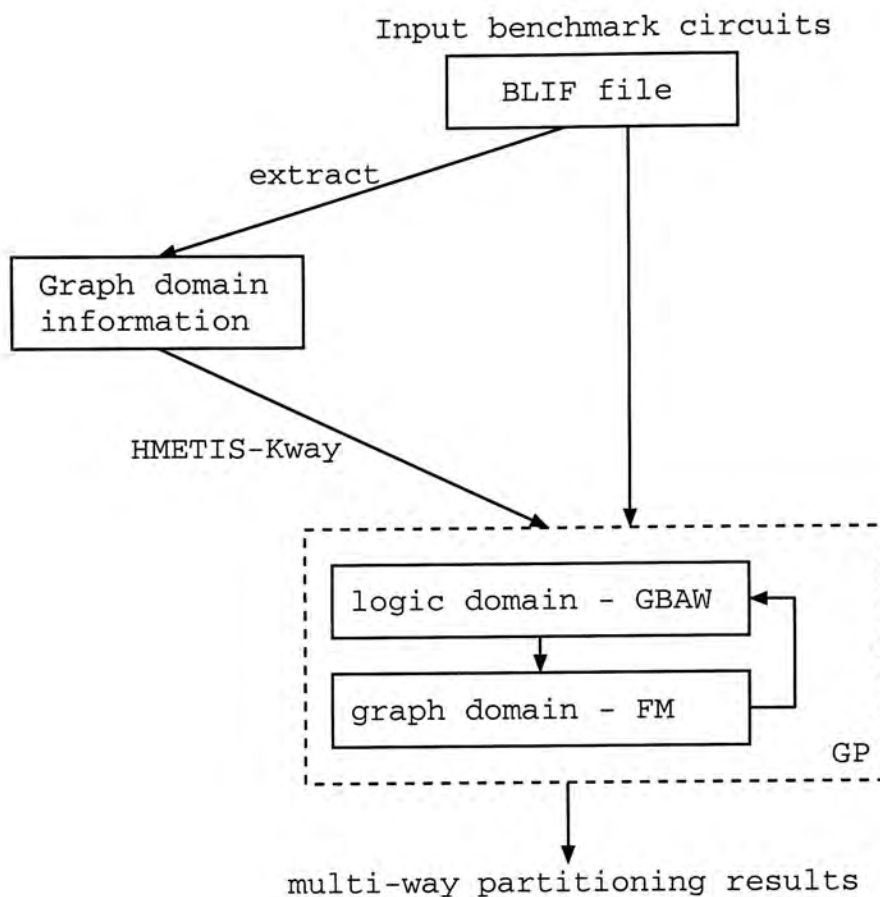 Input benchmark circuits
BLIF file
extract
Graph domain
information
HMETIS-Kway
logic domain - GBAW
graph domain - FM
GP
multi-way partitioning results